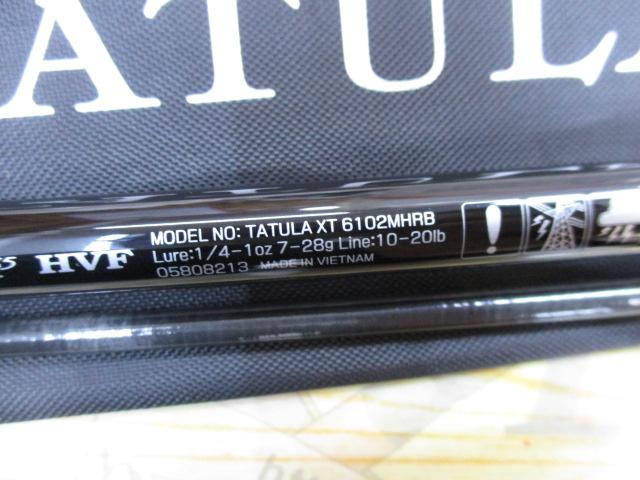 ATULA
HVF
MODEL NO: TATULA XT 6102MHRB
Lure:1/4-1oz 7-28g Line:10-20lb
05808213 MADE IN VIETNAM